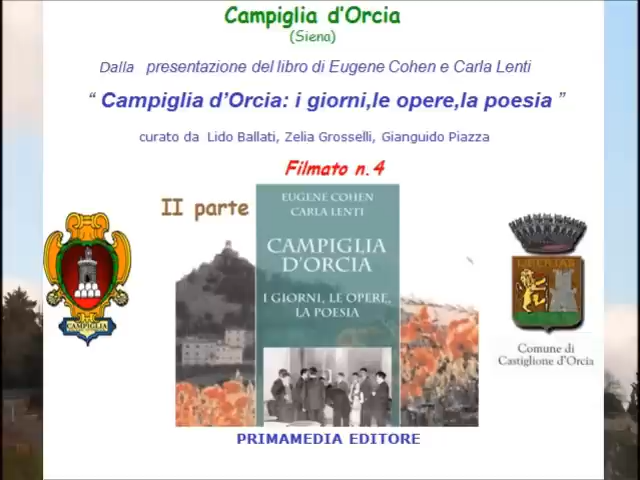 Campiglia d'Orcia
(Siena)
Dalla presentazione del libro di Eugene Cohen e Carla Lenti
“ Campiglia d'Orcia: i giorni,le opere,la poesia ”
curato da Lido Ballati, Zelia Grosselli, Gianguido Piazza
Filmato n.4
II parte
EUGENE COHEN
CARLA LENTI
CAMPIGLIA
D'ORCIA
I GIORNI, LE OPERE,
LA POESIA
CAMPIGLIA
LIBERTAS
Comune di
Castiglione d'Orcia
PRIMAMEDIA EDITORE